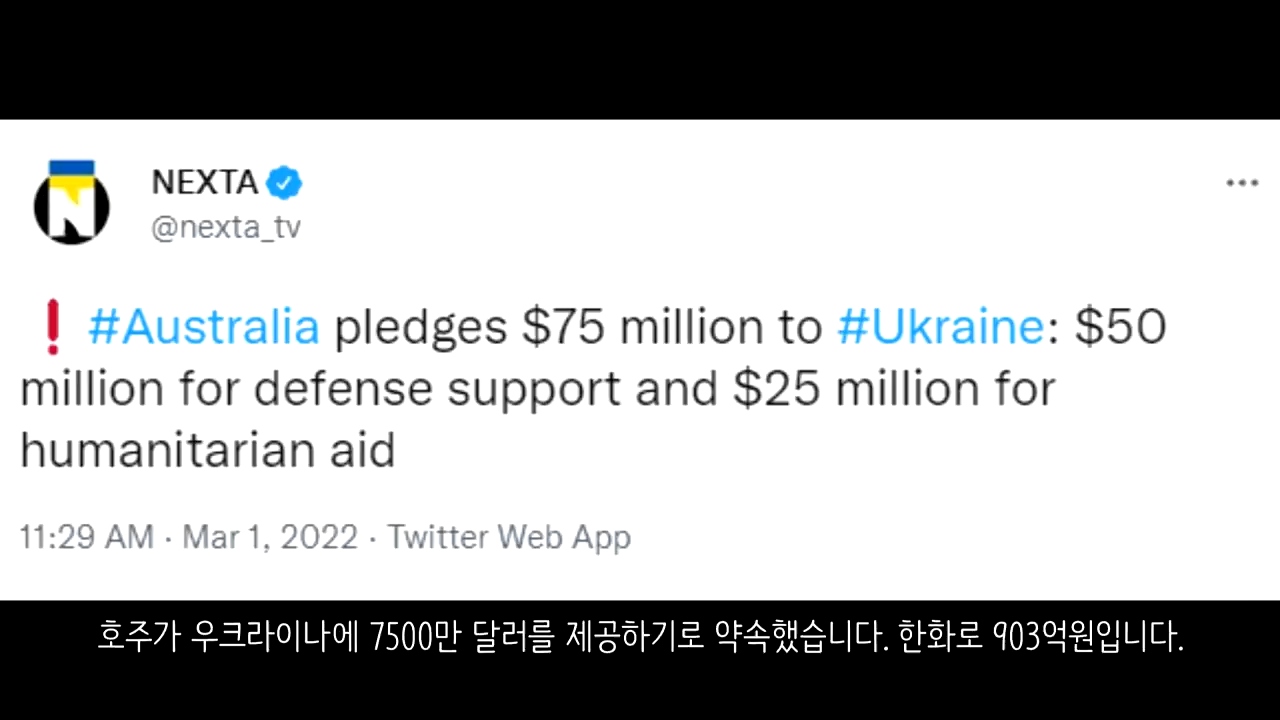 NEXTA
@nexta_tv
❗ #Australia pledges $75 million to #Ukraine: $50
million for defense support and $25 million for
humanitarian aid
11:29 AM · Mar 1, 2022 · Twitter Web App
호주가 우크라이나에 7500만 달러를 제공하기로 약속했습니다. 한화로 903억원입니다.